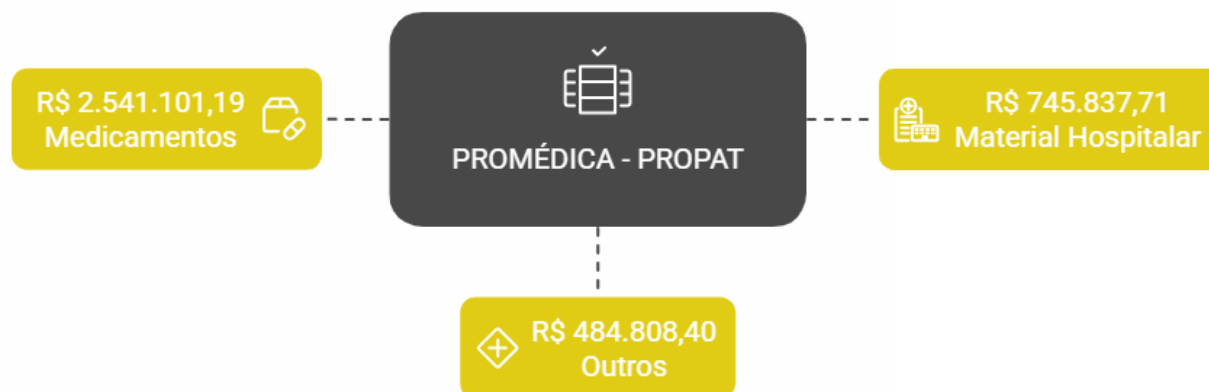 R$ 2.541.101,19
Medicamentos
PROMÉDICA - PROPAT
R$ 745.837,71
Material Hospitalar
R$ 484.808,40
Outros